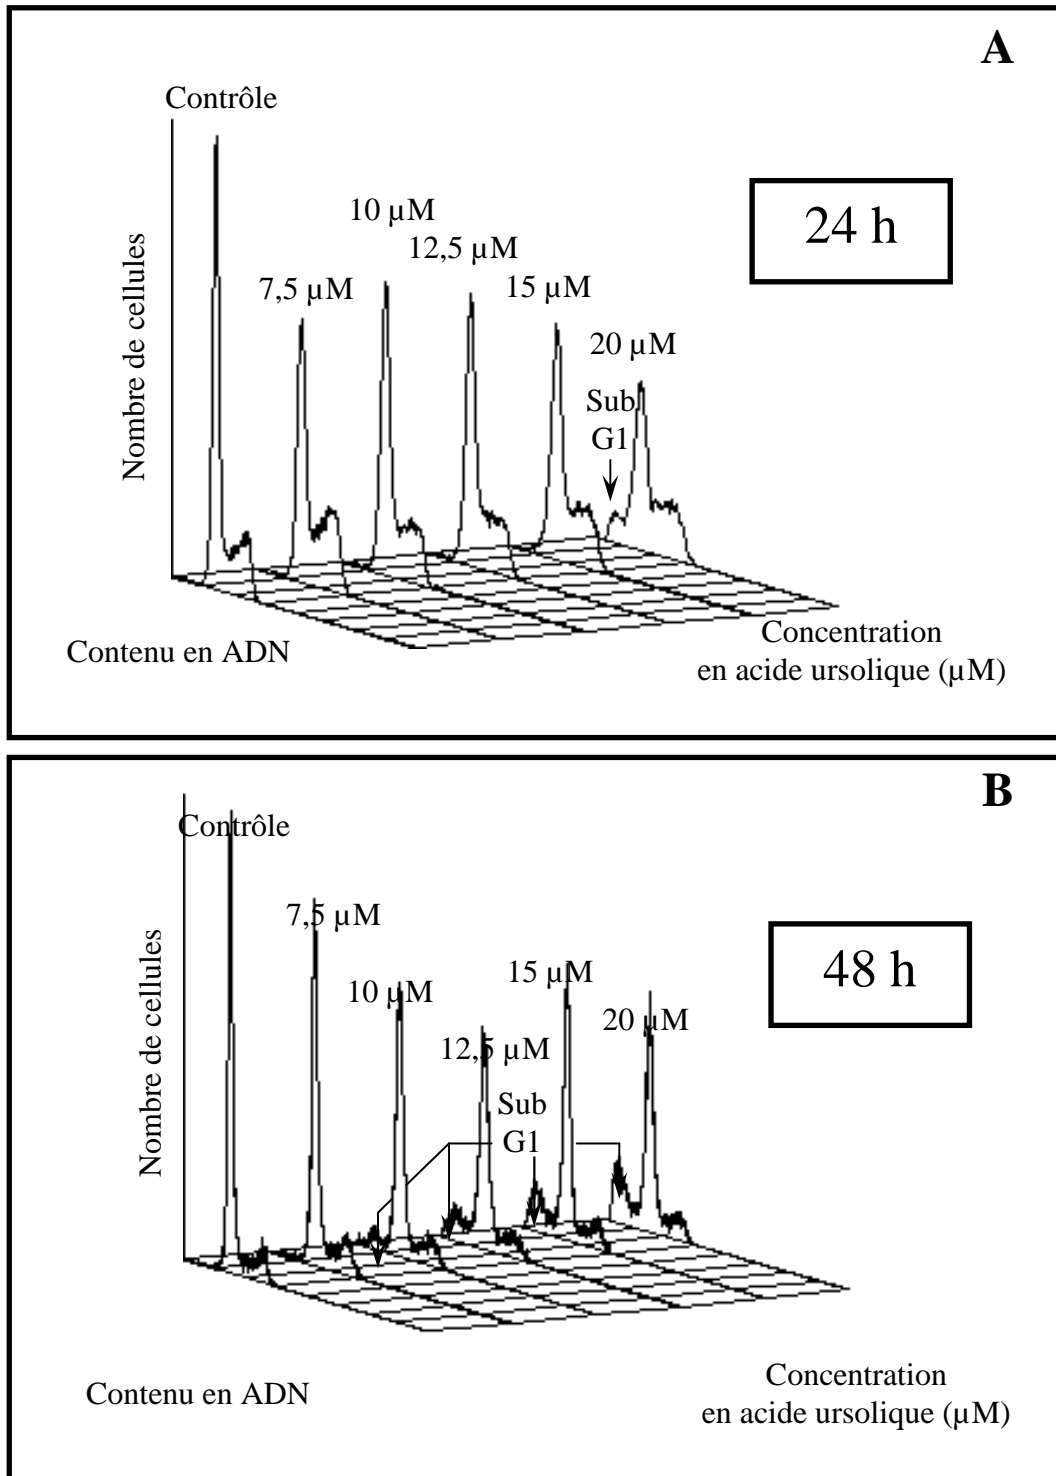 A
Contrôle
24 h
10 µM
12,5 µM
7,5 µM
15 µM
20 µM
Sub
G1
Nombre de cellules
Contenu en ADN
Concentration
en acide ursolique (µM)
B
Contrôle
7,5 µM
48 h
15 µM
10 µM
20 µM
12,5 µM
Sub
G1
Nombre de cellules
Contenu en ADN
Concentration
en acide ursolique (µM)